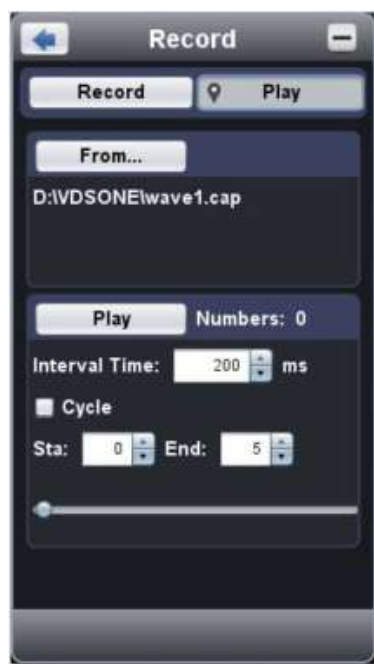 Record
Record Play
From...
D:\VDSONE\wave1.cap
Play Numbers: 0
Interval Time: 200 ms
Cycle
Sta: 0 End: 5